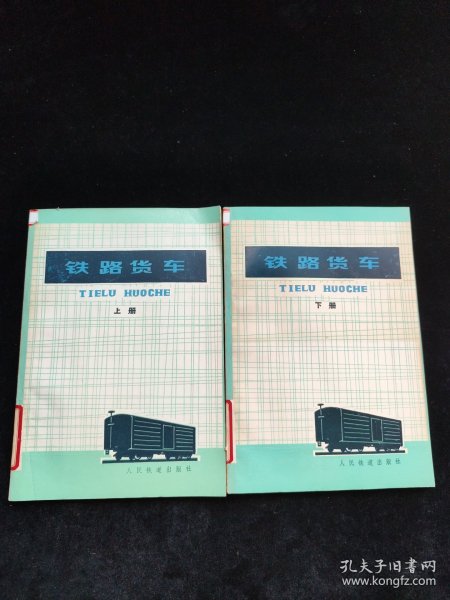 铁路货车
TIELU HUOCHE
上册
人民铁道出版社
铁路货车
TIELU HUOCHE
下册
人民铁道出版社
孔夫子旧书网
www.kongfz.com